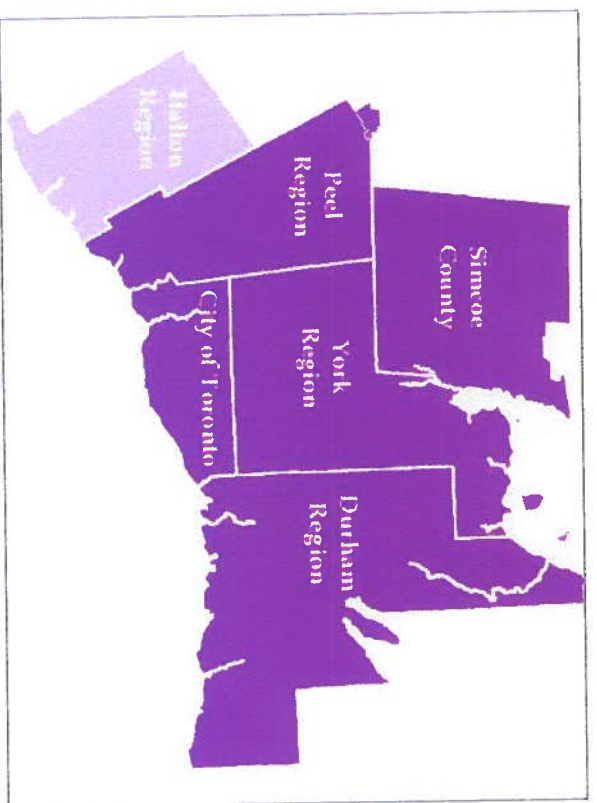 Simcoe
County
Peel
Region
York
Region
Durham
Region
Halton
Region
City of Toronto